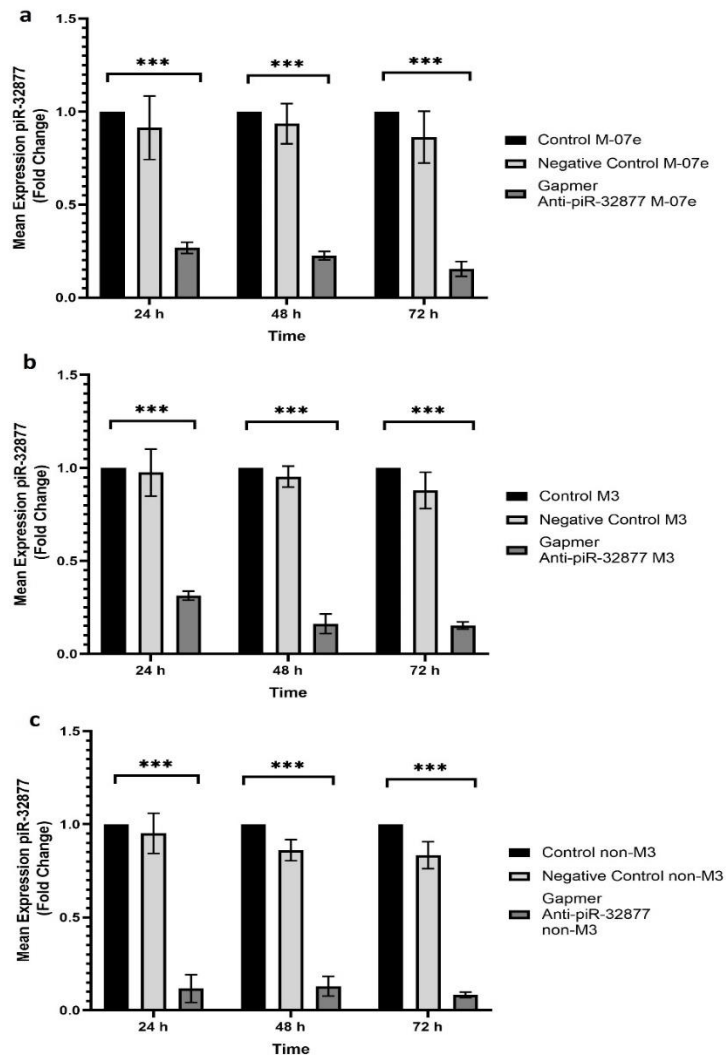 a
Mean Expression piR-32877
(Fold Change)
1.5
1.0
0.5
0.0
***
***
***
24 h
48 h
72 h
Time
Control M-07e
Negative Control M-07e
Gapmer
Anti-piR-32877 M-07e
b
Mean Expression piR-32877
(Fold Change)
1.5
1.0
0.5
0.0
***
***
***
24 h
48 h
72 h
Time
Control M3
Negative Control M3
Gapmer
Anti-piR-32877 M3
c
Mean Expression piR-32877
(Fold Change)
1.5
1.0
0.5
0.0
***
***
***
24 h
48 h
72 h
Time
Control non-M3
Negative Control non-M3
Gapmer
Anti-piR-32877
non-M3